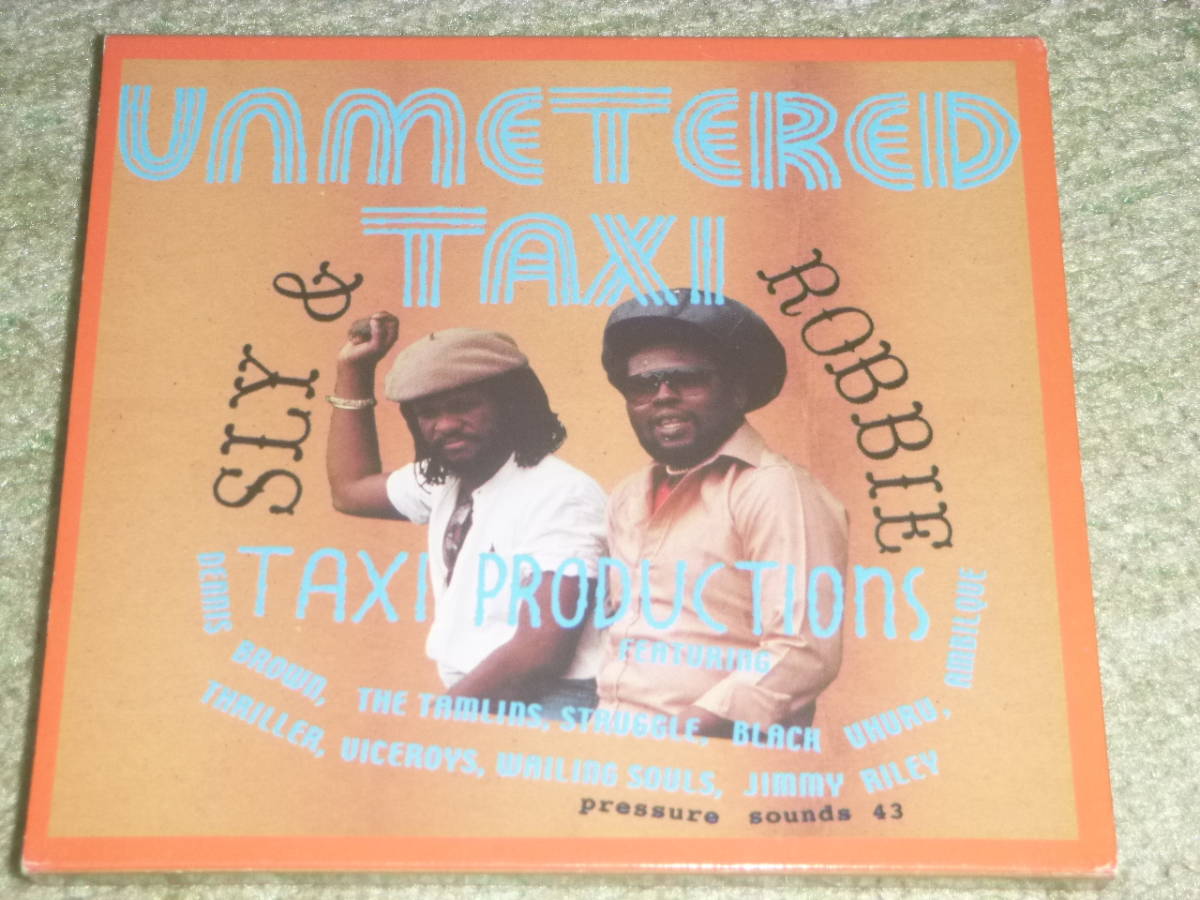 UNMETERED
TAXI
SLY & ROBBIE
TAXI PRODUCTIONS
FEATURING
DENNIS BROWN, THE TAMLINS, STRUGGLE, BLACK UHURU, AMBILQUE
THRILLER, VICEROYS, WAILING SOULS, JIMMY RILEY
pressure sounds 43